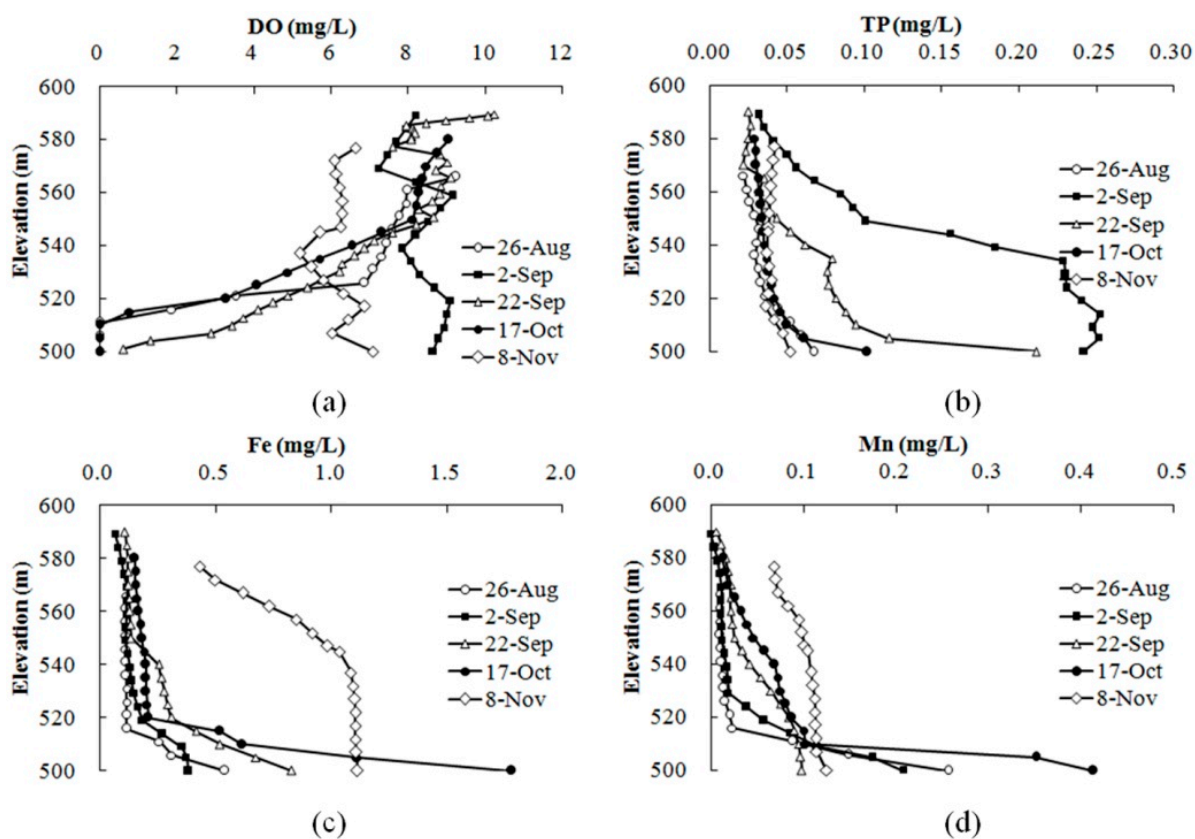 DO (mg/L)
0 2 4 6 8 10 12
600
580
560
540
520
500
Elevation (m)
26-Aug
2-Sep
22-Sep
17-Oct
8-Nov
(a)
TP (mg/L)
0.00 0.05 0.10 0.15 0.20 0.25 0.30
600
580
560
540
520
500
Elevation (m)
26-Aug
2-Sep
22-Sep
17-Oct
8-Nov
(b)
Fe (mg/L)
0.0 0.5 1.0 1.5 2.0
600
580
560
540
520
500
Elevation (m)
26-Aug
2-Sep
22-Sep
17-Oct
8-Nov
(c)
Mn (mg/L)
0.0 0.1 0.2 0.3 0.4 0.5
600
580
560
540
520
500
Elevation (m)
26-Aug
2-Sep
22-Sep
17-Oct
8-Nov
(d)